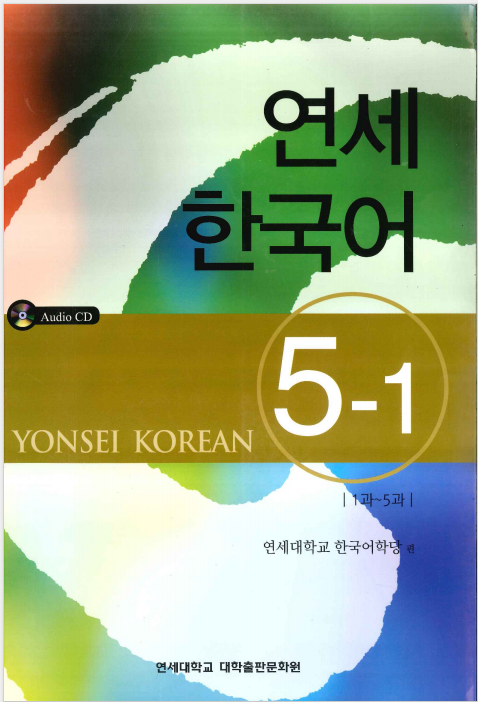 연세
한국어
Audio CD
5-1
YONSEI KOREAN
| 1과~5과 |
연세대학교 한국어학당 편
연세대학교 대학출판문화원